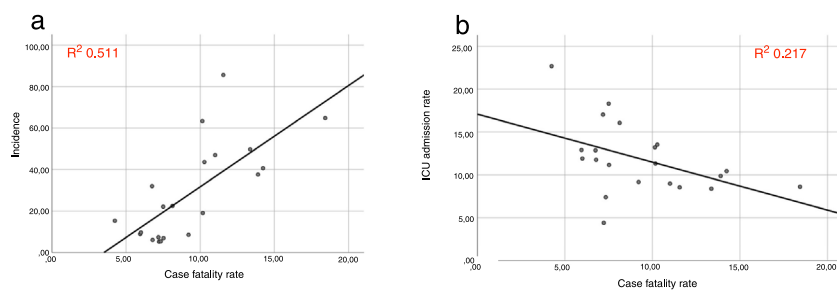 a
R² 0.511
100,00
80,00
60,00
40,00
20,00
,00
Incidence
5,00 10,00 15,00 20,00
Case fatality rate
b
R² 0.217
25,00
20,00
15,00
10,00
5,00
,00
ICU admission rate
,00 5,00 10,00 15,00 20,00
Case fatality rate